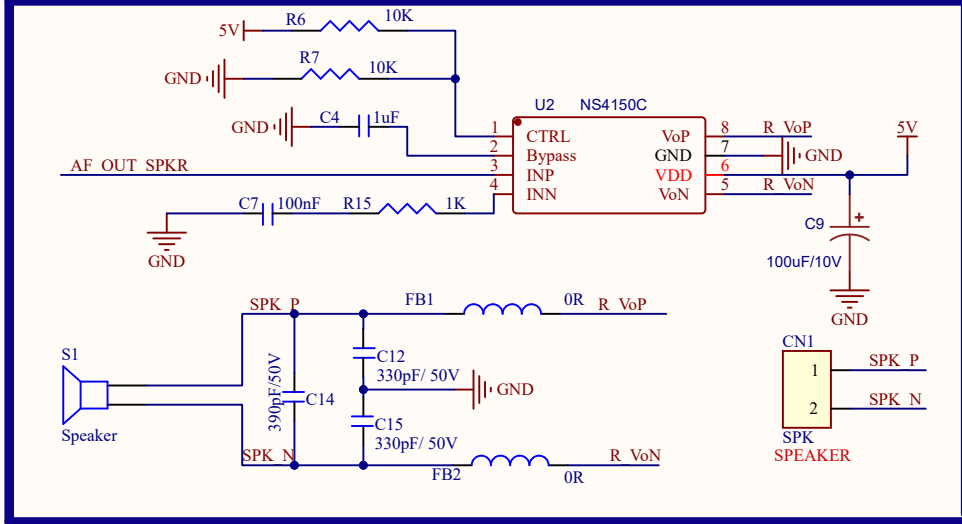 R6 10K
5V
R7 10K
GND
U2 NS4150C
C4 1uF
GND
1 CTRL VoP 8 R_VoP
5V
2 Bypass GND 7 GND
AF_OUT_SPKR 3 INP VDD 6
4 INN VoN 5 R_VoN
C7 100nF R15 1K
GND
C9
+
100uF/10V
GND
SPK_P FB1 0R R_VoP
S1
Speaker
390pF/50V
C14
C12
330pF/ 50V
GND
C15
330pF/ 50V
SPK_N FB2 0R R_VoN
CN1
1 SPK_P
2 SPK_N
SPK
SPEAKER